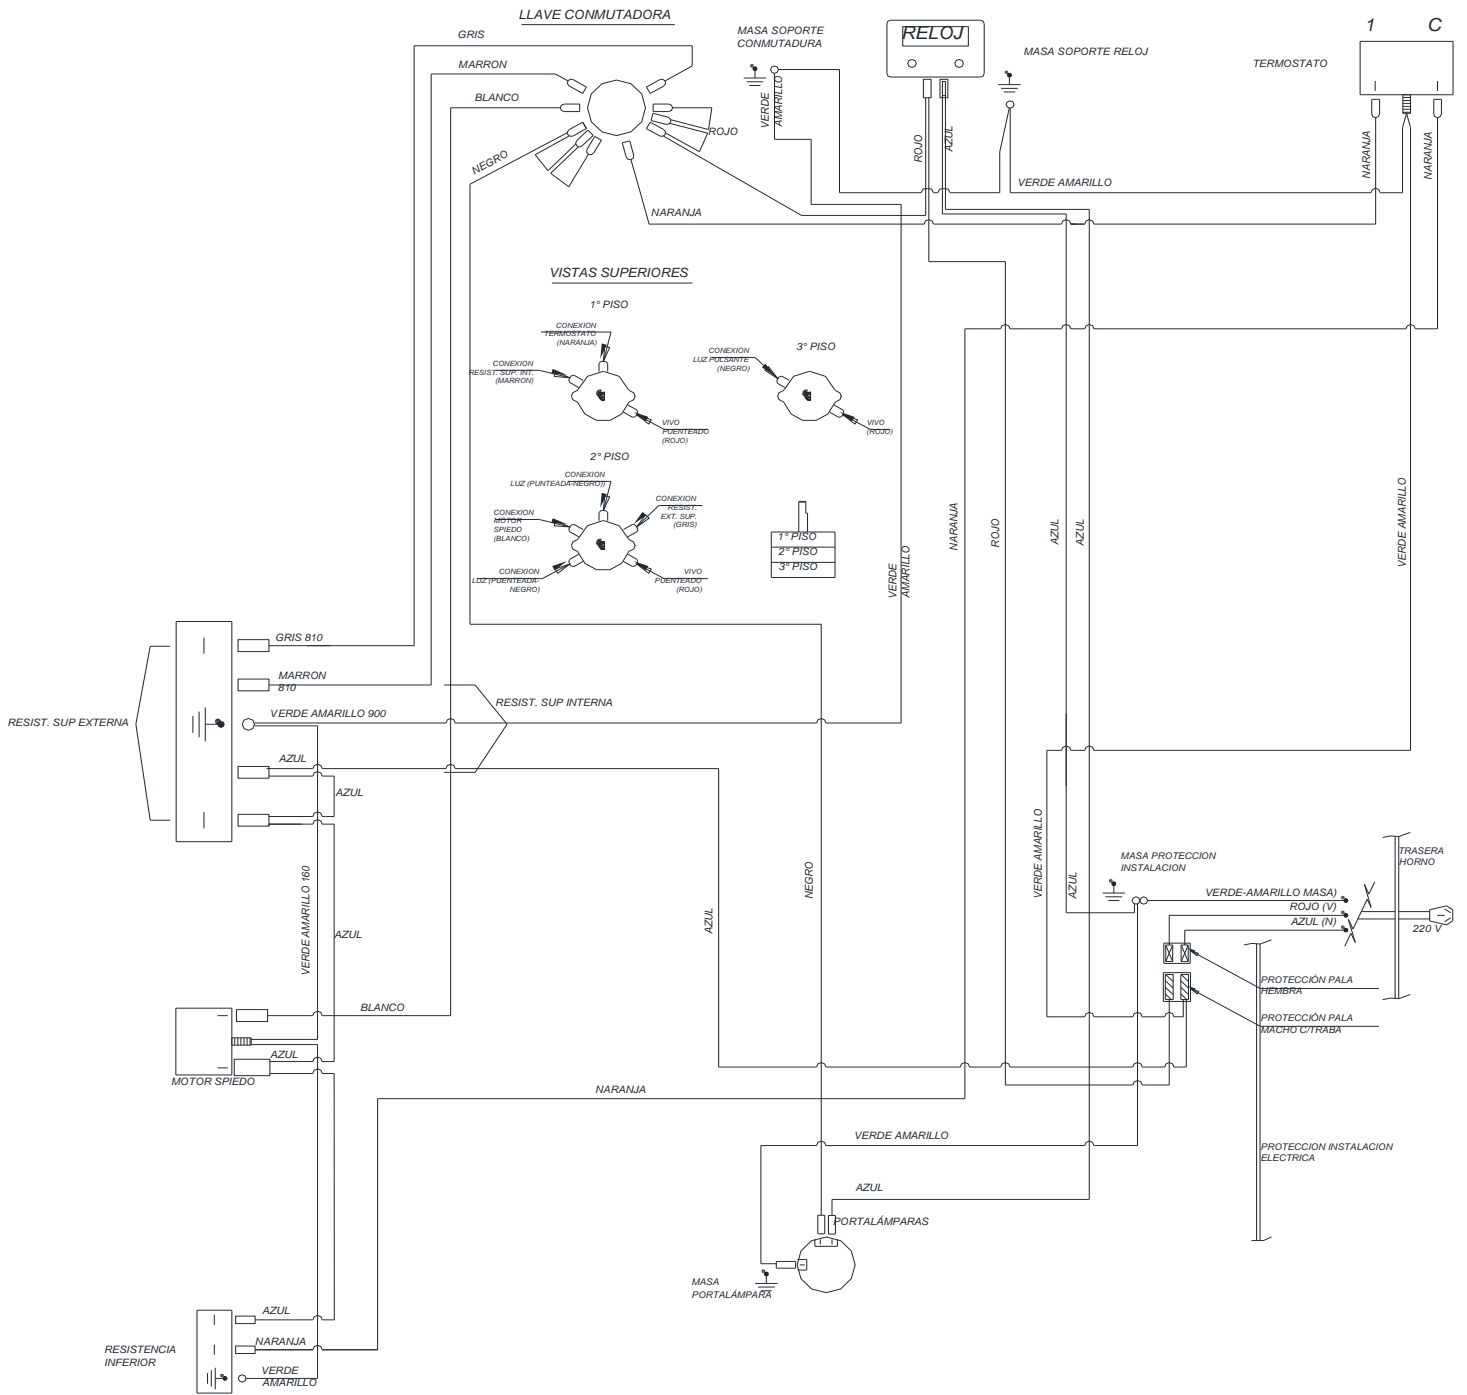 LLAVE CONMUTADORA
GRIS
MARRON
BLANCO
NEGRO
ROJO
NARANJA
MASA SOPORTE
CONMUTADURA
VERDE
AMARILLO
RELOJ
ROJO
AZUL
MASA SOPORTE RELOJ
VERDE AMARILLO
1
C
TERMOSTATO
NARANJA
NARANJA
VISTAS SUPERIORES
1° PISO
CONEXION
TERMOSTATO
(NARANJA)
CONEXION
RESIST. SUP. INT.
(MARRON)
VIVO
PUENTEADO
(ROJO)
3° PISO
CONEXION
LUZ PULSANTE
(NEGRO)
VIVO
(ROJO)
2° PISO
CONEXION
LUZ (PUNTEADA-NEGRO))
CONEXION
RESIST.
EXT. SUP.
(GRIS)
CONEXION
MOTOR
SPIEDO
(BLANCO)
CONEXION
LUZ (PUENTEADA-
NEGRO)
VIVO
PUENTEADO
(ROJO)
1° PISO
2° PISO
3° PISO
VERDE
AMARILLO
NARANJA
ROJO
AZUL
AZUL
VERDE AMARILLO
GRIS 810
MARRON
810
VERDE AMARILLO 900
RESIST. SUP EXTERNA
RESIST. SUP INTERNA
AZUL
AZUL
VERDE AMARILLO 160
AZUL
AZUL
NEGRO
VERDE AMARILLO
AZUL
MASA PROTECCION
INSTALACION
TRASERA
HORNO
VERDE-AMARILLO MASA)
ROJO (V)
AZUL (N)
220 V
PROTECCIÓN PALA
HEMBRA
PROTECCIÓN PALA
MACHO C/TRABA
BLANCO
AZUL
MOTOR SPIEDO
NARANJA
VERDE AMARILLO
PROTECCION INSTALACION
ELECTRICA
AZUL
PORTALÁMPARAS
MASA
PORTALÁMPARA
AZUL
RESISTENCIA
INFERIOR
NARANJA
VERDE
AMARILLO